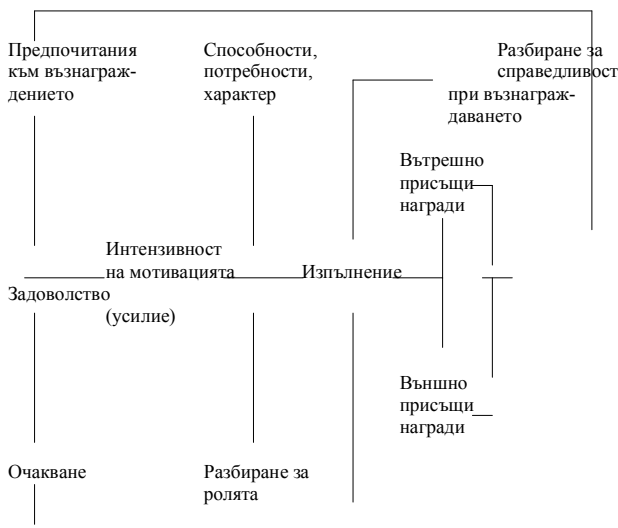 Предпочитания
към възнаграж-
дението
Способности,
потребности,
характер
Разбиране за
справедливост
при възнаграж-
даването
Вътрешно
присъщи
награди
Интензивност
на мотивацията
(усилие)
Изпълнение
Задоволство
Външно
присъщи
награди
Очакване
Разбиране за
ролята